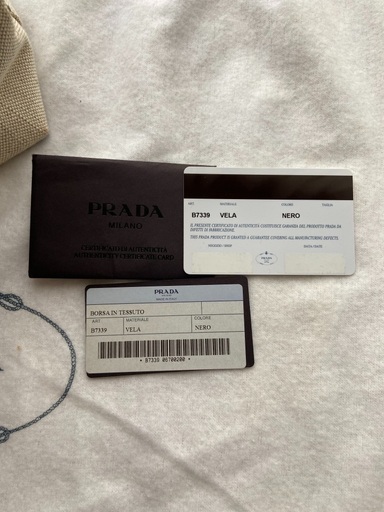 PRADA
MILANO
CERTIFICATO DI AUTENTICITÀ
AUTHENTICITY CERTIFICATE CARD
ART. MATERIALE COLORE TAGLIA
B7339 VELA NERO
IL PRESENTE CERTIFICATO DI AUTENTICITÀ COSTITUISCE GARANZIA DEL PRODOTTO PRADA DA
DIFETTI DI FABBRICAZIONE.
THIS PRADA PRODUCT IS GRANTED A GUARANTEE COVERING ALL MANUFACTURING DEFECTS.
PRADA
PRADA
BORSA IN TESSUTO
ART. MATERIALE COLORE
B7339 VELA NERO